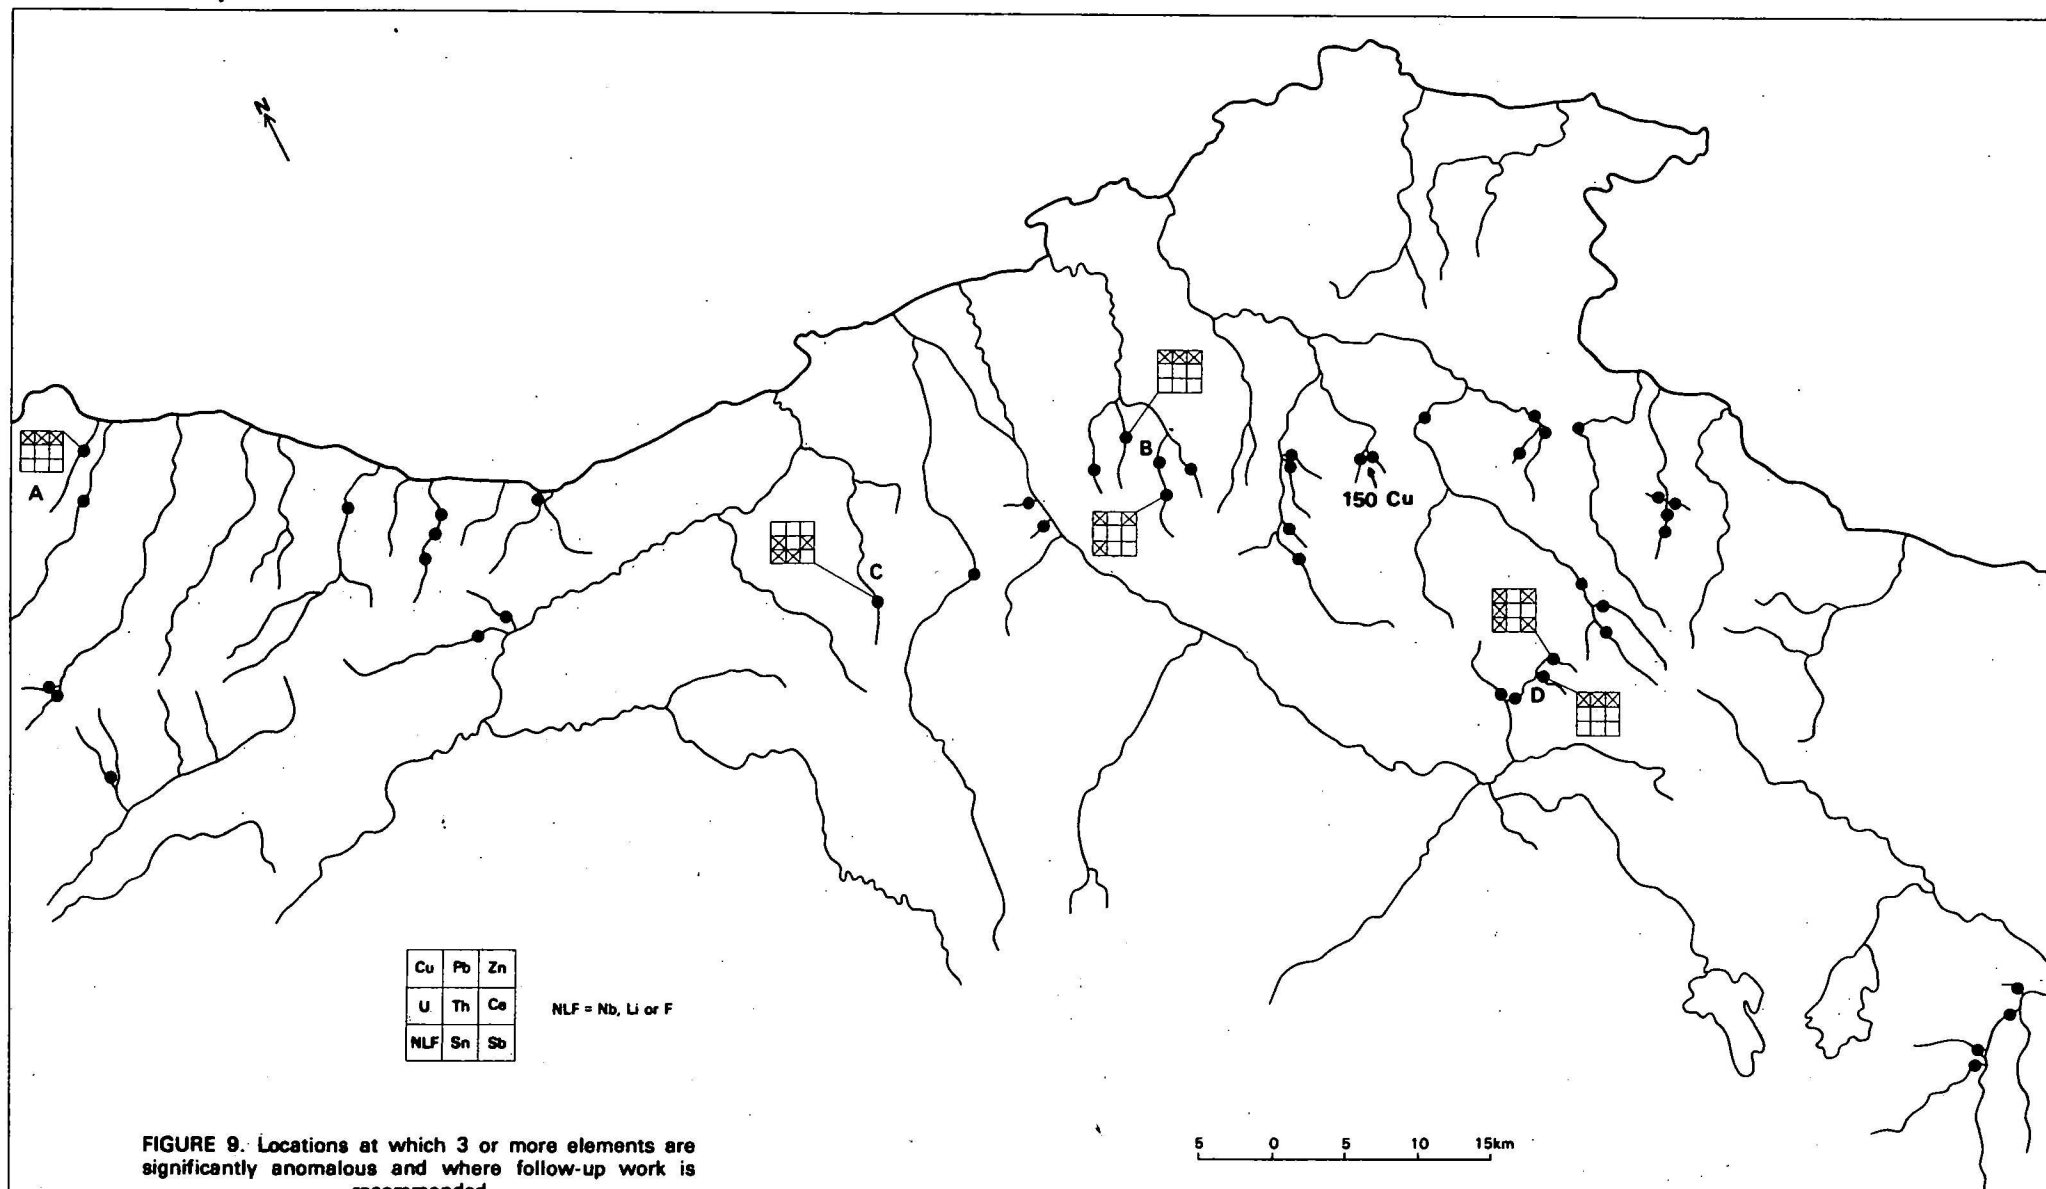 N
A
B
150 Cu
C
D
Cu Pb Zn
U Th Ce
NLF Sn Sb
NLF = Nb, Li or F
5 0 5 10 15km
FIGURE 9. Locations at which 3 or more elements are
significantly anomalous and where follow-up work is
recommended